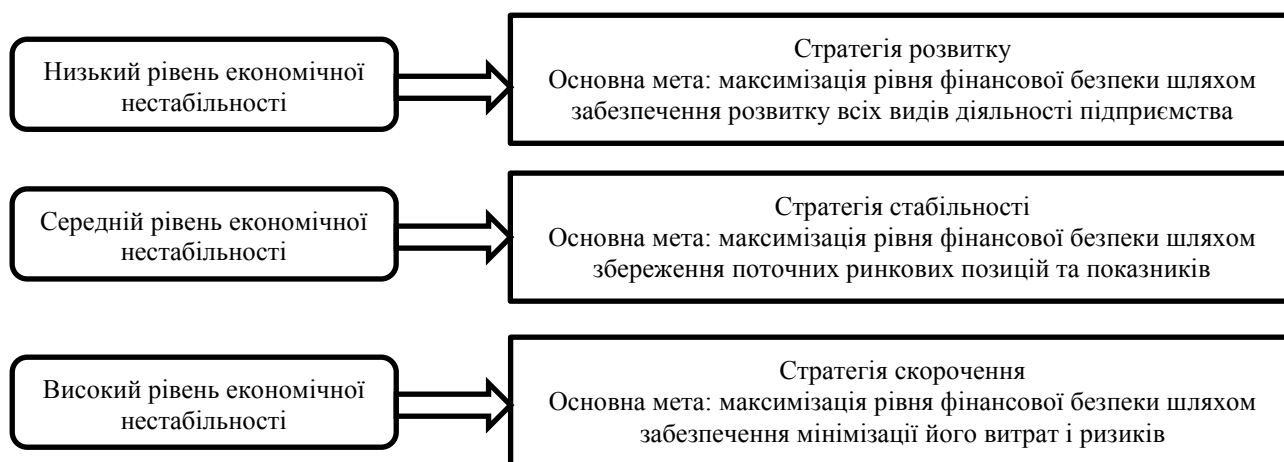 Низький рівень економічної
нестабільності
Стратегія розвитку
Основна мета: максимізація рівня фінансової безпеки шляхом
забезпечення розвитку всіх видів діяльності підприємства
Середній рівень економічної
нестабільності
Стратегія стабільності
Основна мета: максимізація рівня фінансової безпеки шляхом
збереження поточних ринкових позицій та показників
Високий рівень економічної
нестабільності
Стратегія скорочення
Основна мета: максимізація рівня фінансової безпеки шляхом
забезпечення мінімізації його витрат і ризиків